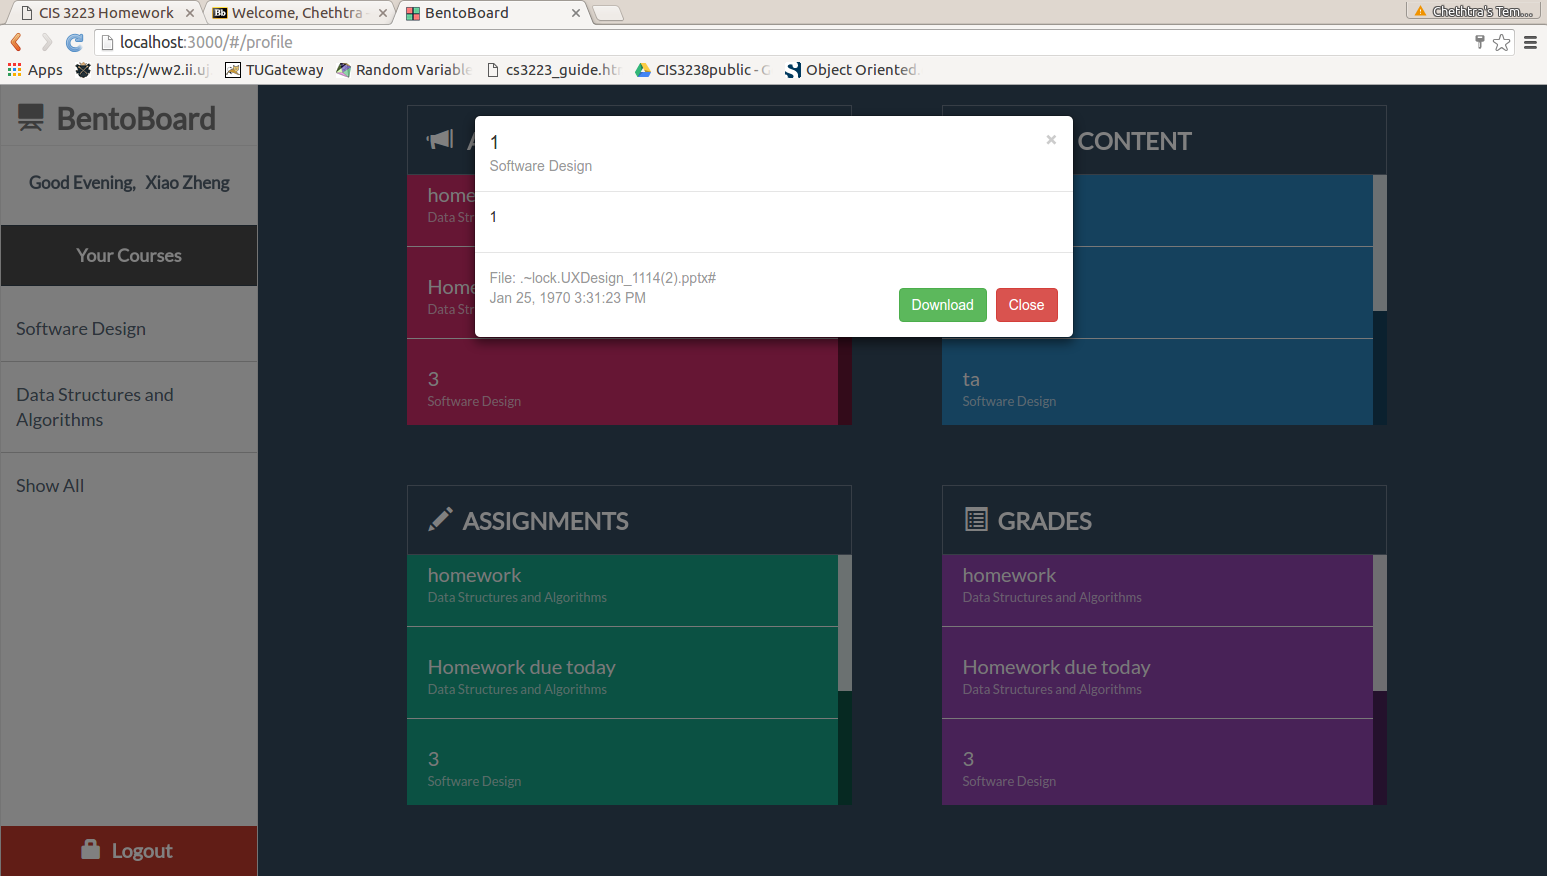 CIS 3223 Homework
Welcome, Chethtra
BentoBoard
Chethtra's Tem...
localhost:3000/#/profile
Apps
https://ww2.ii.uj
TUGateway
Random Variable
cs3223_guide.htm
CIS3238public - G
Object Oriented
BentoBoard
Good Evening, Xiao Zheng
Your Courses
Software Design
Data Structures and
Algorithms
Show All
Logout
A
home
Data Str
Home
Data Str
3
Software Design
CONTENT
ta
Software Design
1
×
Software Design
1
File: .~lock.UXDesign_1114(2).pptx#
Jan 25, 1970 3:31:23 PM
Download
Close
ASSIGNMENTS
homework
Data Structures and Algorithms
Homework due today
Data Structures and Algorithms
3
Software Design
GRADES
homework
Data Structures and Algorithms
Homework due today
Data Structures and Algorithms
3
Software Design